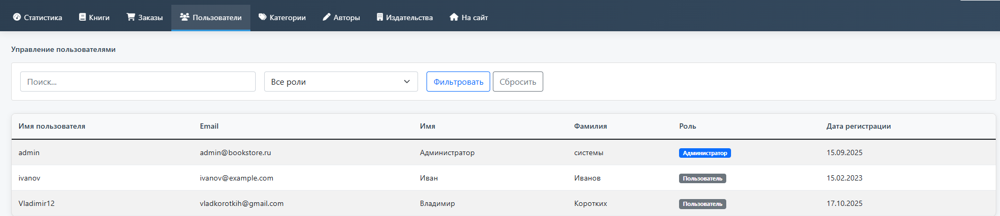 Статистика Книги Заказы Пользователи Категории Авторы Издательства На сайт
Управление пользователями
Поиск... Все роли Фильтровать Сбросить
Имя пользователя Email Имя Фамилия Роль Дата регистрации
admin admin@bookstore.ru Администратор системы Администратор 15.09.2025
ivanov ivanov@example.com Иван Иванов Пользователь 15.02.2023
Vladimir12 vladkorotkih@gmail.com Владимир Коротких Пользователь 17.10.2025